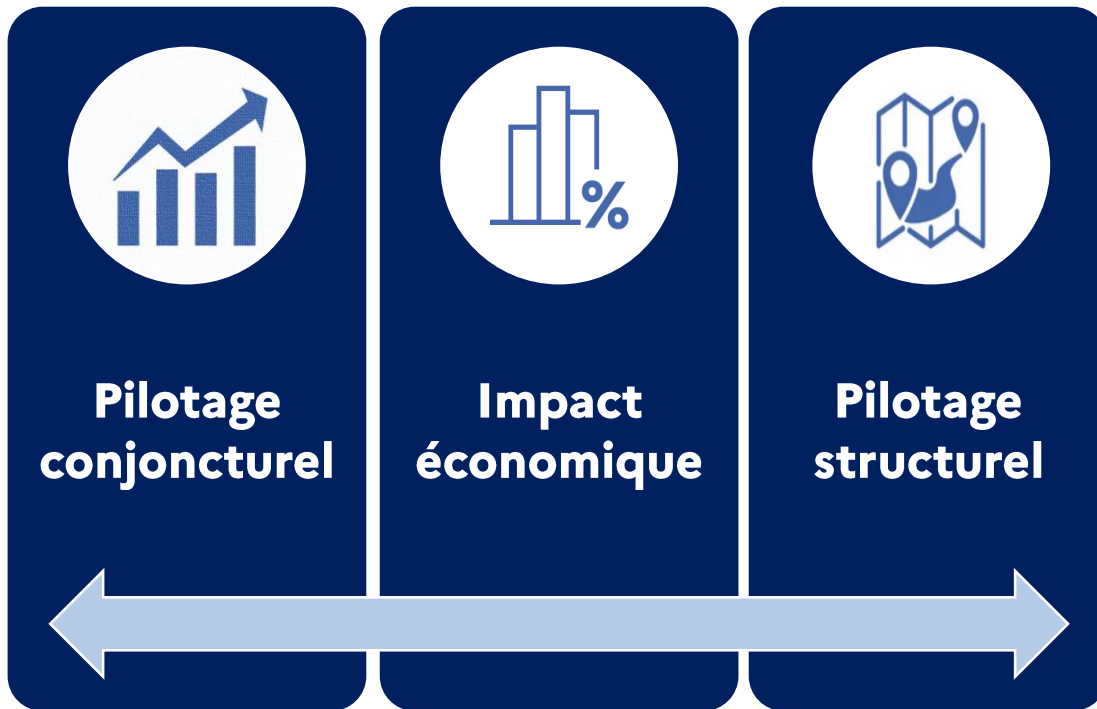 %
Pilotage
conjoncturel
Impact
économique
Pilotage
structurel